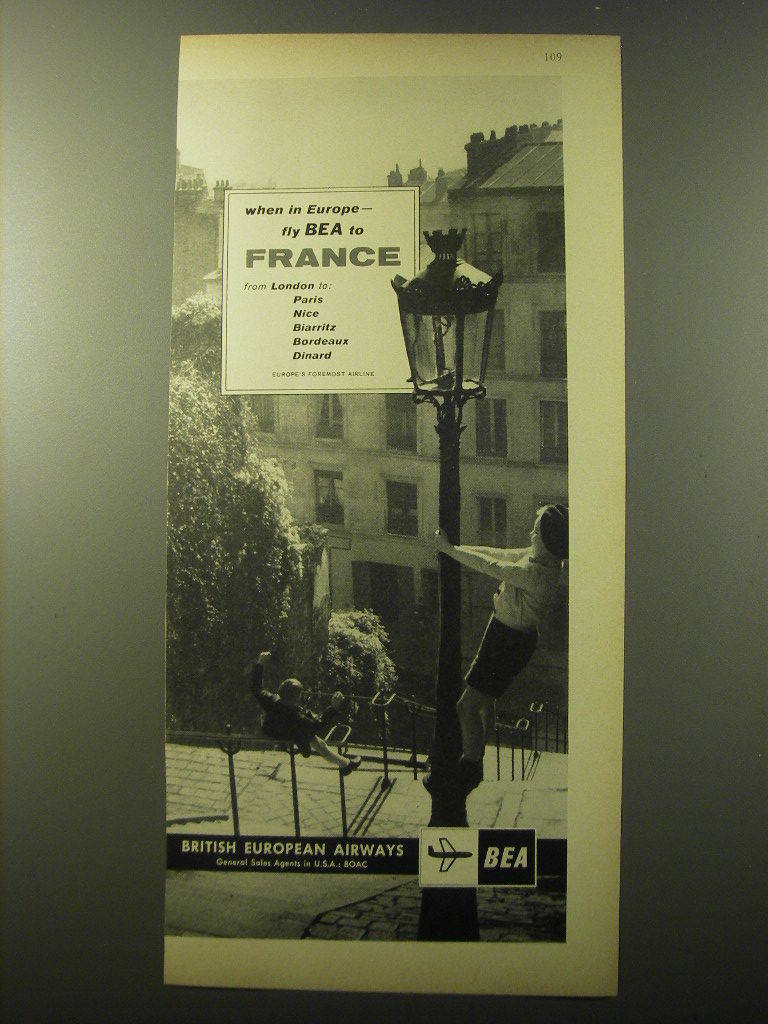 109
when in Europe—
fly BEA to
FRANCE
from London to:
Paris
Nice
Biarritz
Bordeaux
Dinard
EUROPE'S FOREMOST AIRLINE
BRITISH EUROPEAN AIRWAYS
General Sales Agents in U.S.A.: BOAC
BEA